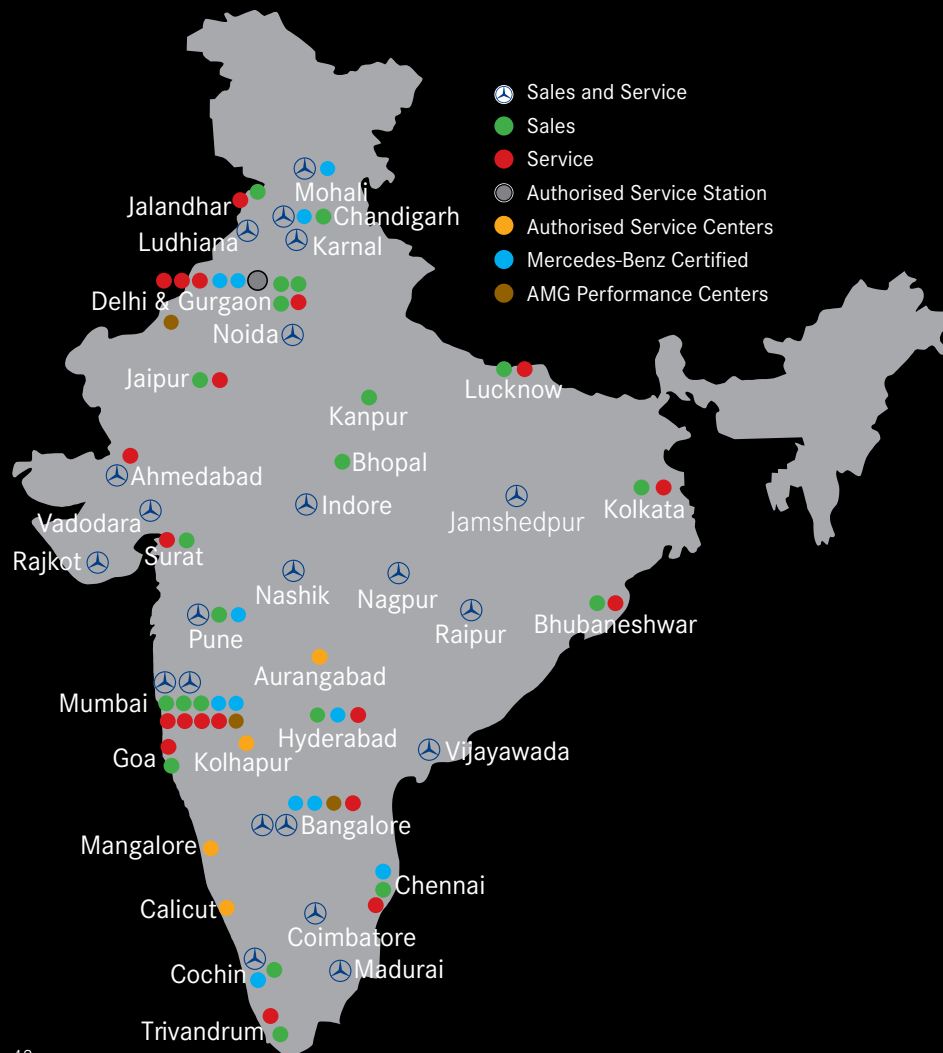 Sales and Service
Sales
Service
Authorised Service Station
Authorised Service Centers
Mercedes-Benz Certified
AMG Performance Centers
Mohali
Jalandhar
Chandigarh
Ludhiana
Karnal
Delhi & Gurgaon
Noida
Jaipur
Lucknow
Kanpur
Bhopal
Ahmedabad
Indore
Jamshedpur
Kolkata
Vadodara
Surat
Rajkot
Nashik
Nagpur
Raipur
Bhubaneshwar
Pune
Aurangabad
Mumbai
Hyderabad
Vijayawada
Goa
Kolhapur
Bangalore
Mangalore
Chennai
Calicut
Coimbatore
Cochin
Madurai
Trivandrum